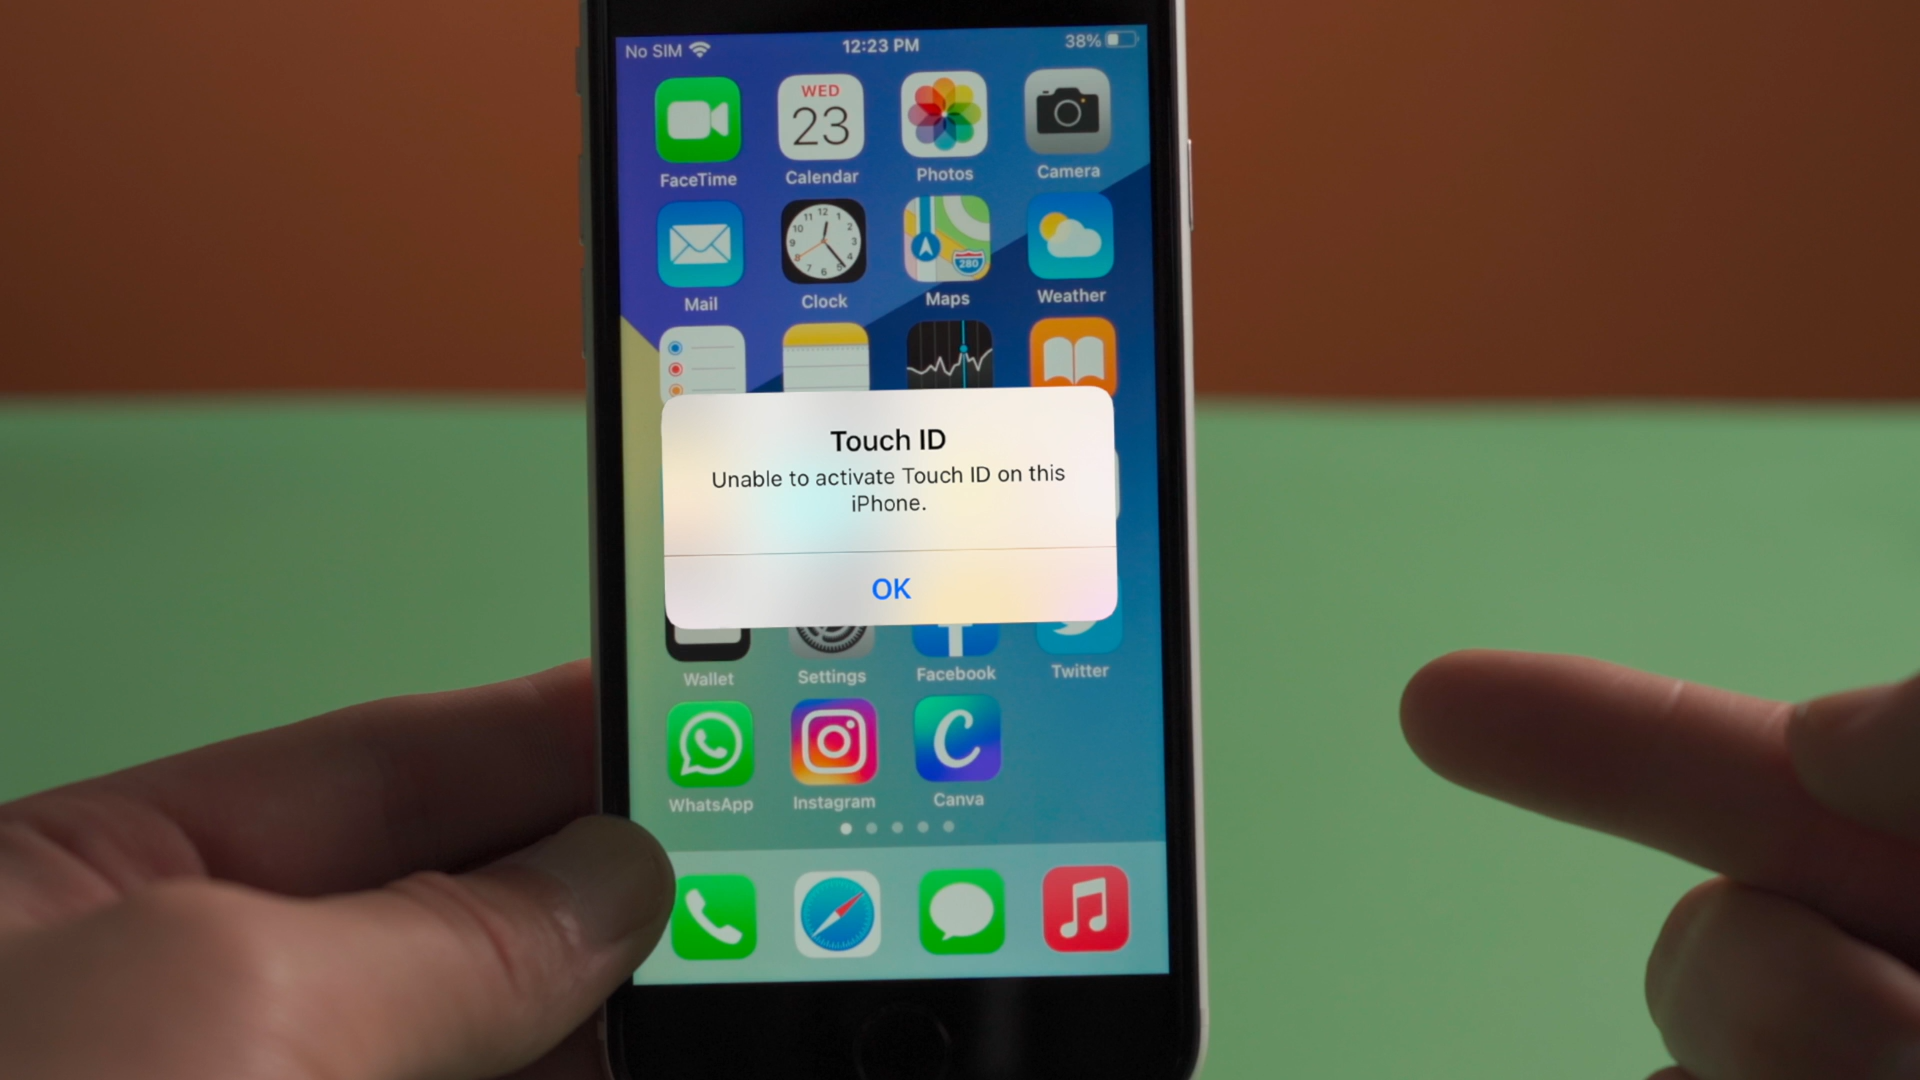 No SIM 12:23 PM 38%
WED
23
FaceTime Calendar Photos Camera
280
Mail Clock Maps Weather
Touch ID
Unable to activate Touch ID on this
iPhone.
OK
Wallet Settings Facebook Twitter
C
WhatsApp Instagram Canva